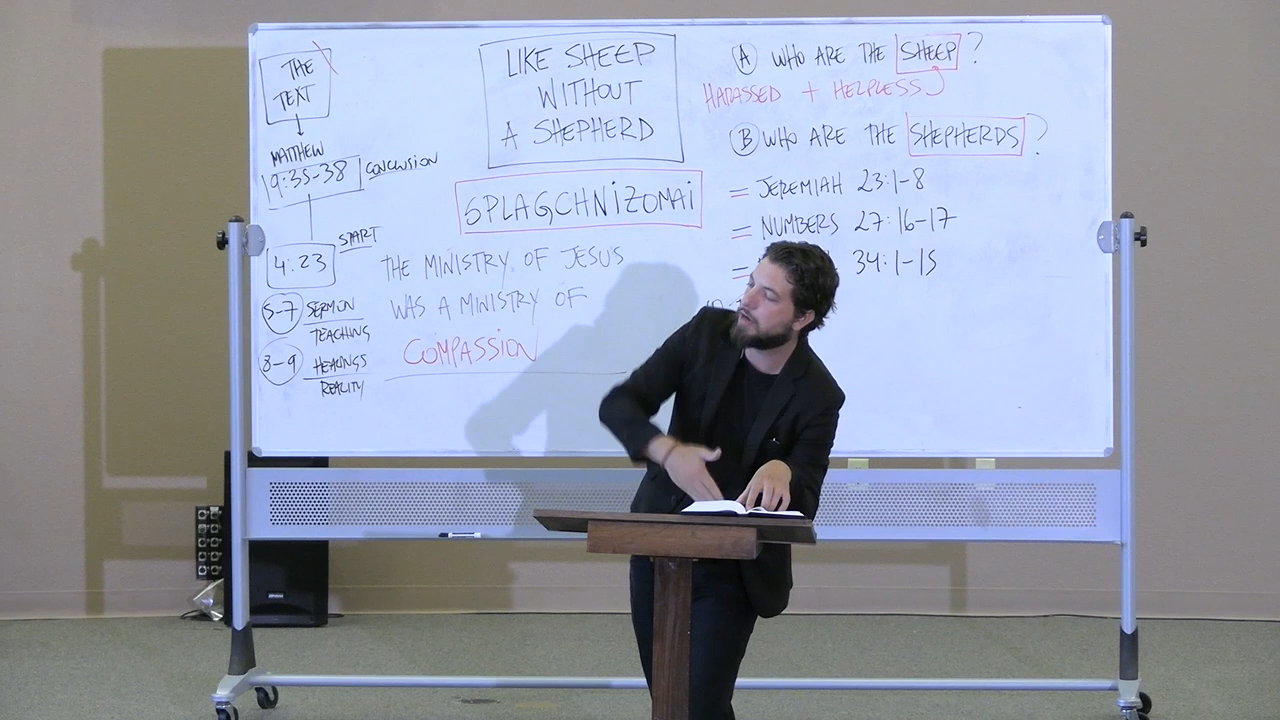 THE
TEXT
MATTHEW
9:35-38 CONCLUSION
4:23 START
5-7 SERMON
TEACHING
8-9 HEALINGS
REALITY
LIKE SHEEP
WITHOUT
A SHEPHERD
SPLAGCHNiZOMAi
THE MINISTRY OF JESUS
WAS A MINISTRY OF
COMPASSION
A WHO ARE THE SHEEP?
HARASSED + HELPLESS
B WHO ARE THE SHEPHERDS?
= JEREMIAH 23:1-8
= NUMBERS 27:16-17
= 34:1-15